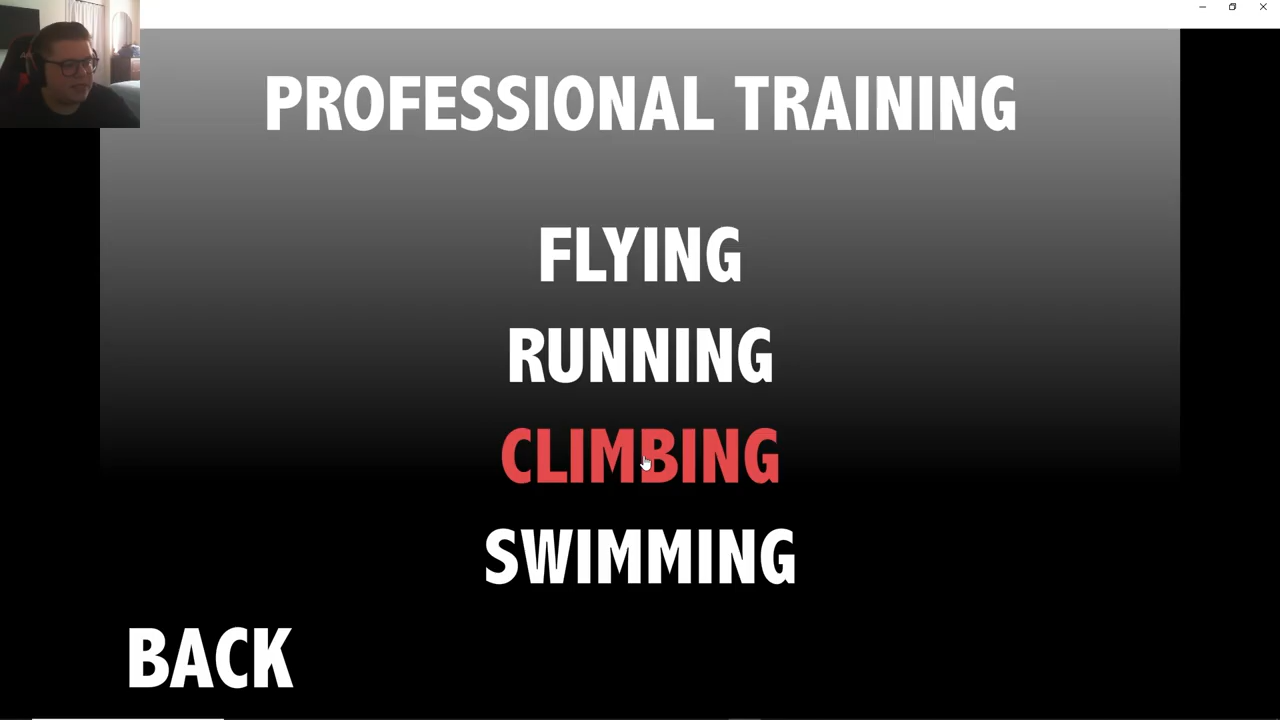 PROFESSIONAL TRAINING
FLYING
RUNNING
CLIMBING
SWIMMING
BACK